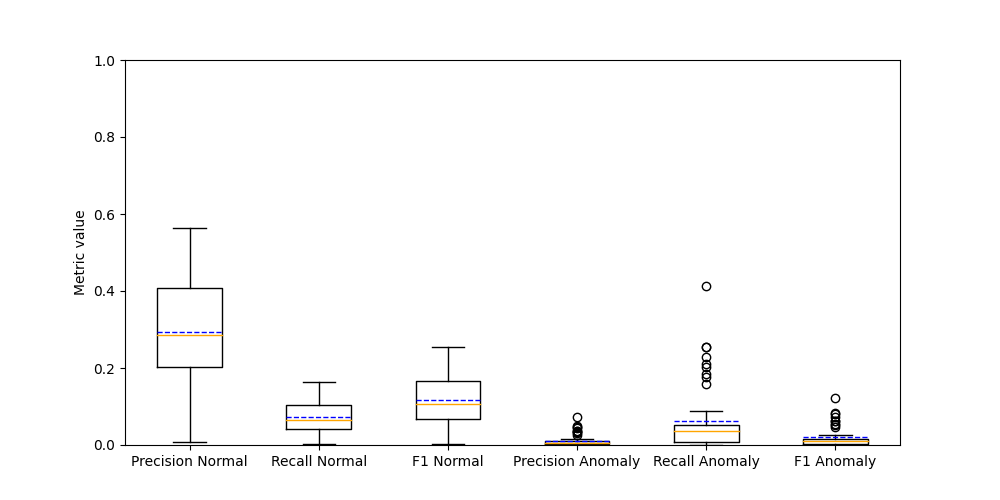 1.0
0.8
0.6
0.4
0.2
0.0
Metric value
Precision Normal
Recall Normal
F1 Normal
Precision Anomaly
Recall Anomaly
F1 Anomaly